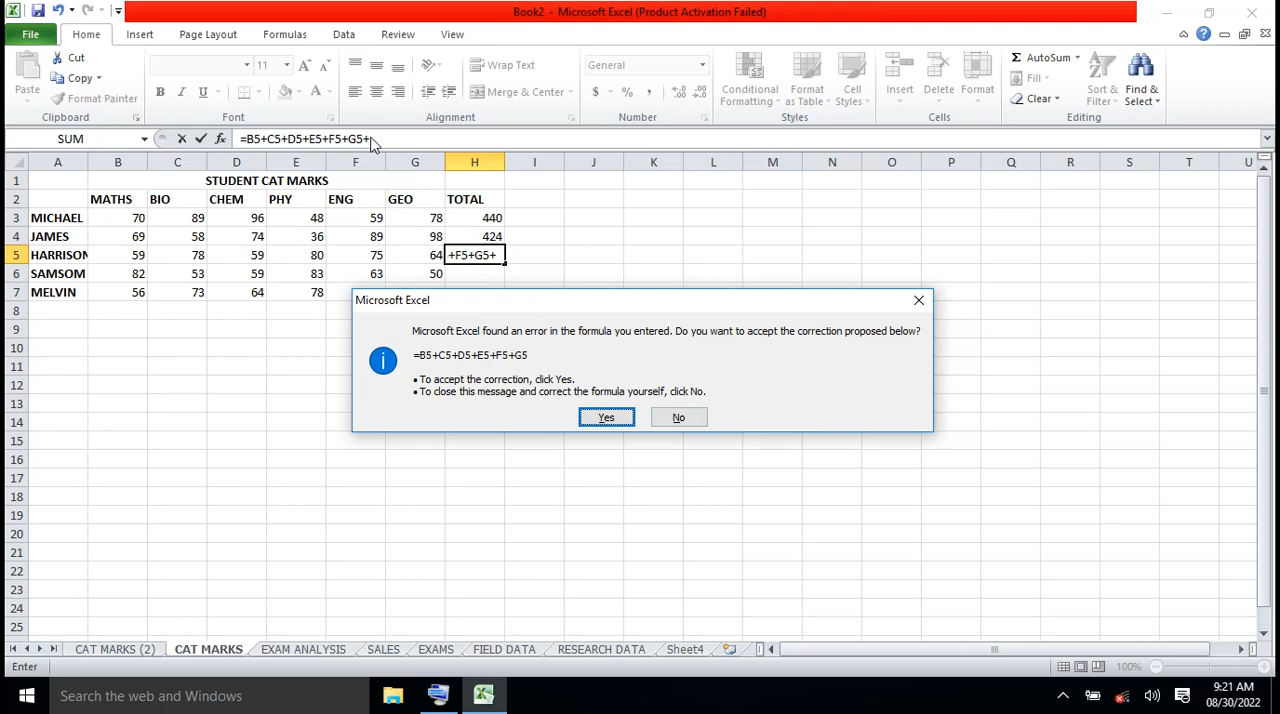 Book2 - Microsoft Excel (Product Activation Failed)
File Home Insert Page Layout Formulas Data Review View
Paste
Cut
Copy
Format Painter
Clipboard
11
Font
Wrap Text
Merge & Center
Alignment
General
Number
Conditional Formatting
Format as Table
Cell Styles
Styles
Insert
Delete
Format
Cells
AutoSum
Fill
Clear
Sort & Filter
Find & Select
Editing
SUM
=B5+C5+D5+E5+F5+G5+
A B C D E F G H I J K L M N O P Q R S T U
1 STUDENT CAT MARKS
2 MATHS BIO CHEM PHY ENG GEO TOTAL
3 MICHAEL 70 89 96 48 59 78 440
4 JAMES 69 58 74 36 89 98 424
5 HARRISON 59 78 59 80 75 64 +F5+G5+
6 SAMSOM 82 53 59 83 63 50
7 MELVIN 56 73 64 78
8
9
10
11
12
13
14
15
16
17
18
19
20
21
22
23
24
25
Microsoft Excel
Microsoft Excel found an error in the formula you entered. Do you want to accept the correction proposed below?
=B5+C5+D5+E5+F5+G5
• To accept the correction, click Yes.
• To close this message and correct the formula yourself, click No.
Yes No
CAT MARKS (2) CAT MARKS EXAM ANALYSIS SALES EXAMS FIELD DATA RESEARCH DATA Sheet4
Enter
100%
Search the web and Windows
9:21 AM
08/30/2022